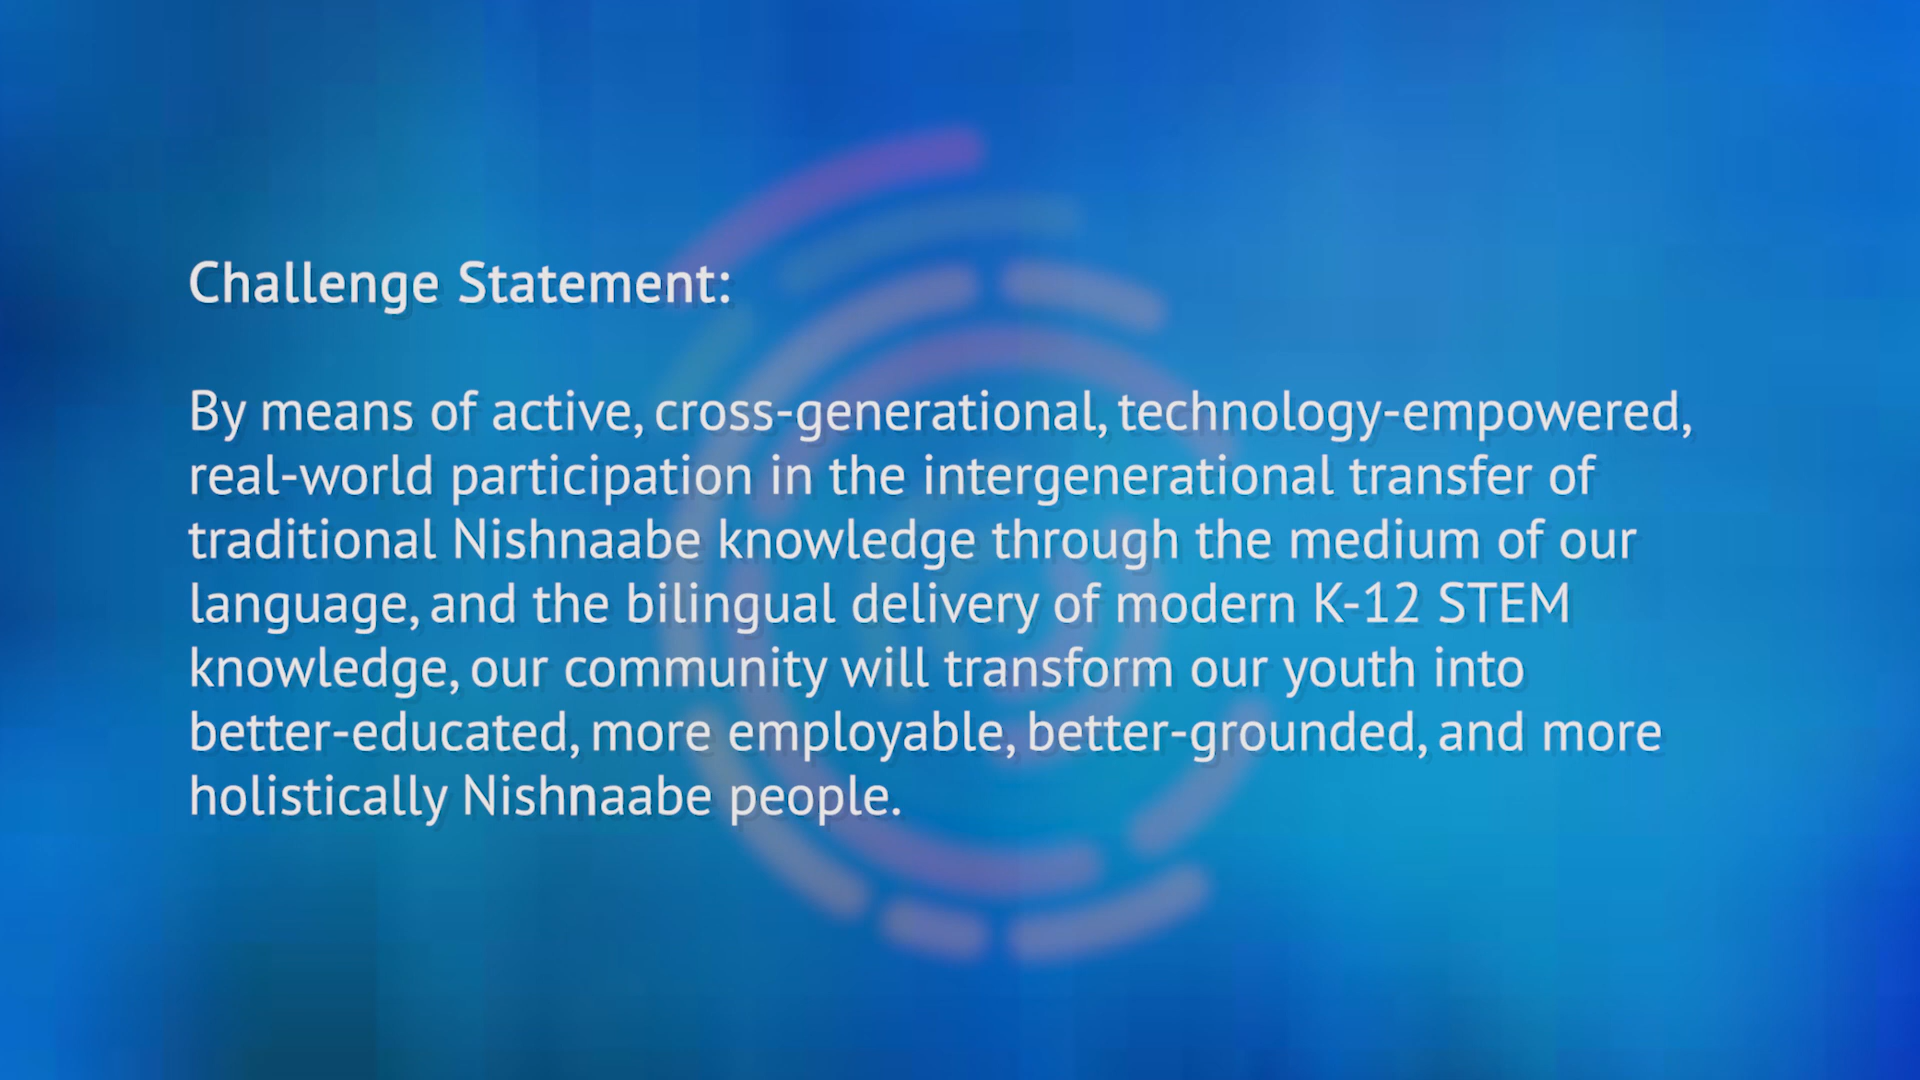 Challenge Statement:
By means of active, cross-generational, technology-empowered,
real-world participation in the intergenerational transfer of
traditional Nishnaabe knowledge through the medium of our
language, and the bilingual delivery of modern K-12 STEM
knowledge, our community will transform our youth into
better-educated, more employable, better-grounded, and more
holistically Nishnaabe people.